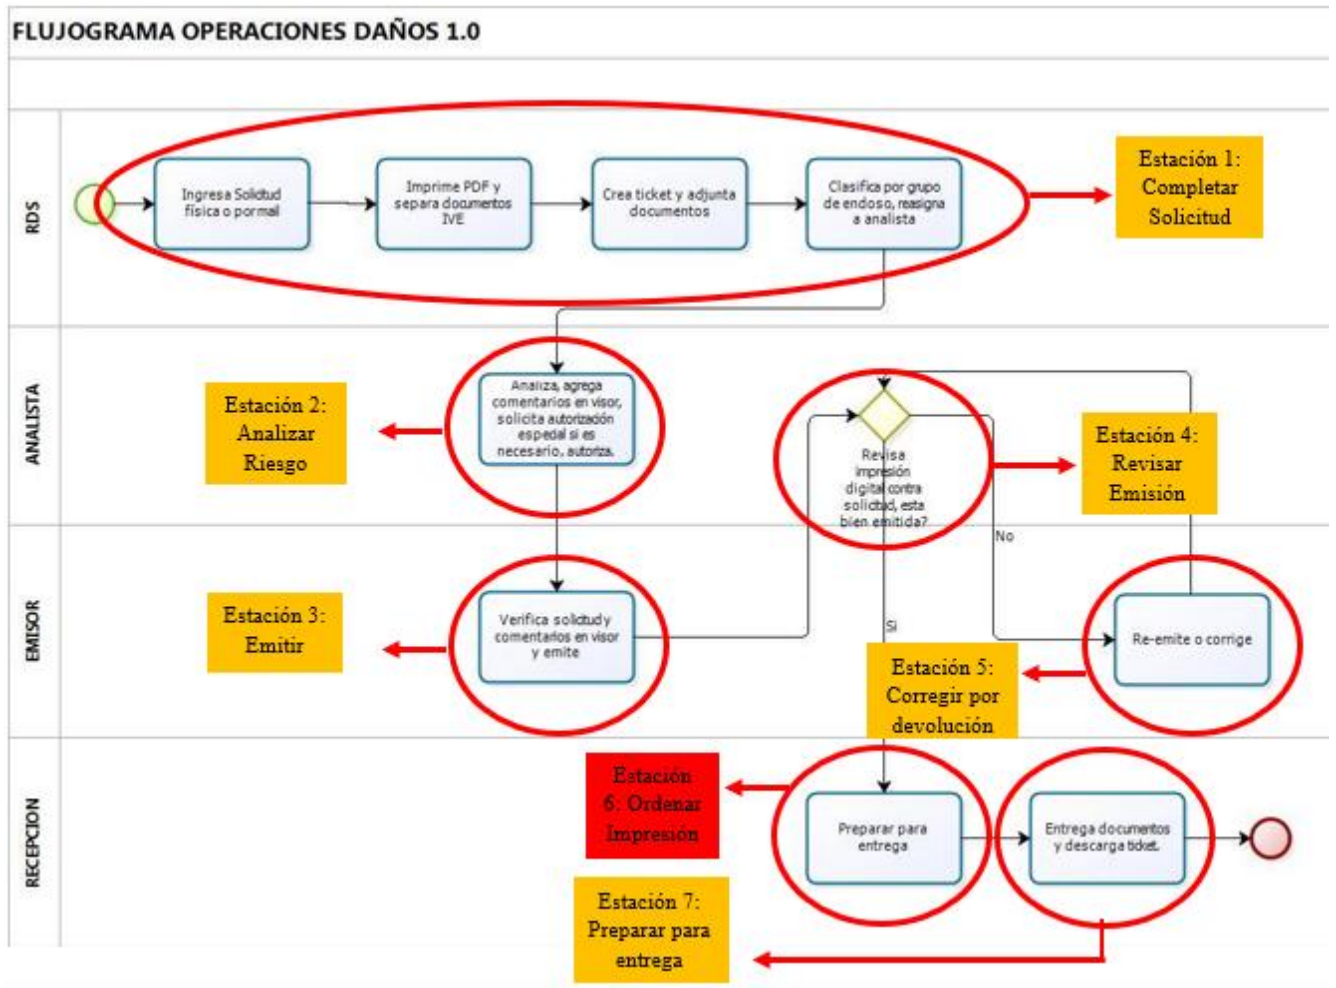 FLUJOGRAMA OPERACIONES DAÑOS 1.0
RDS
Ingresa Solicitud
física o por mail
Imprime PDF y
separa documentos
IVE
Crea ticket y adjunta
documentos
Clasifica por grupo
de endoso, reasigna
a analista
Estación 1:
Completar
Solicitud
ANALISTA
Estación 2:
Analizar
Riesgo
Analiza, agrega
comentarios en visor,
solicita autorización
especial si es
necesario, autoriza.
Revisa
impresión
digital contra
solicitud, esta
bien emitida?
Estación 4:
Revisar
Emisión
No
EMISOR
Estación 3:
Emitir
Verifica solicitud y
comentarios en visor
y emite
Si
Re-emite o corrige
Estación 5:
Corregir por
devolución
RECEPCION
Estación
6: Ordenar
Impresión
Preparar para
entrega
Entrega documentos
y descarga ticket.
Estación 7:
Preparar para
entrega